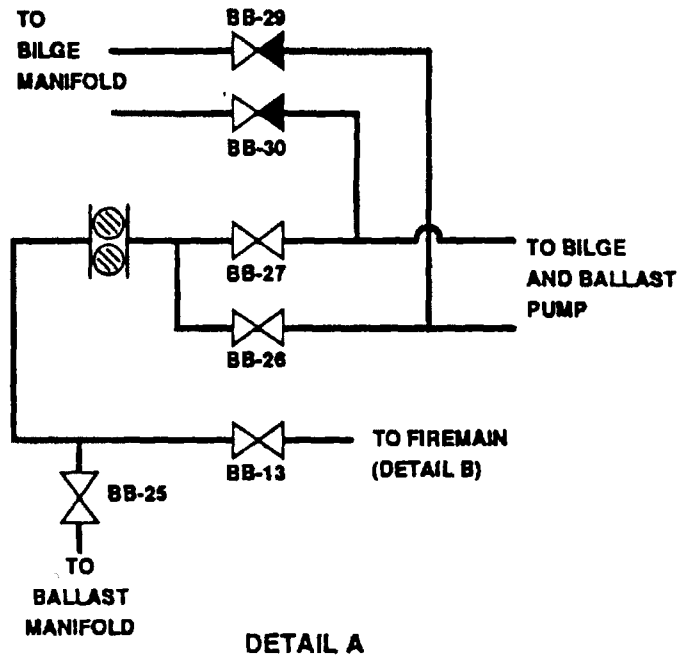 TO
BILGE
MANIFOLD
BB-29
BB-30
BB-27
TO BILGE
AND BALLAST
PUMP
BB-26
BB-13
TO FIREMAIN
(DETAIL B)
BB-25
TO
BALLAST
MANIFOLD
DETAIL A